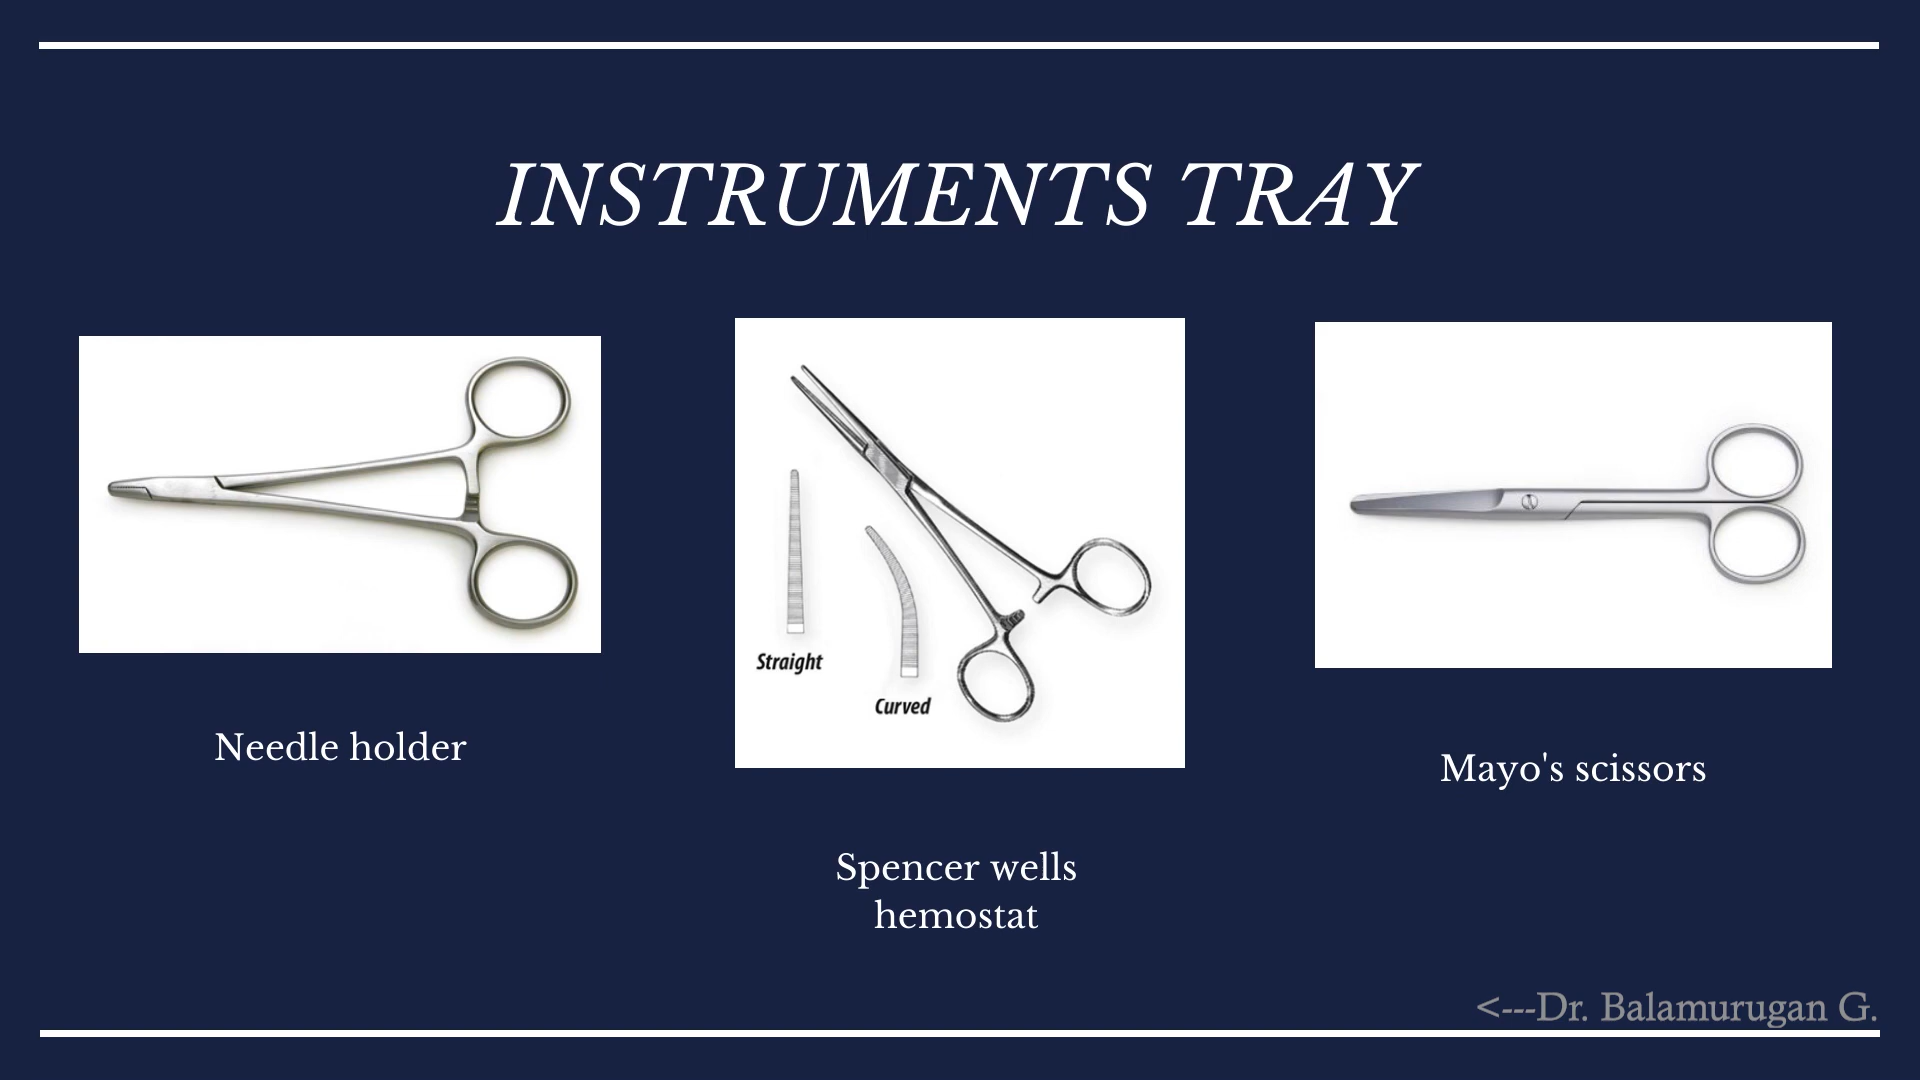 INSTRUMENTS TRAY
Needle holder
Straight
Curved
Spencer wells
hemostat
Mayo's scissors
<---Dr. Balamurugan G.